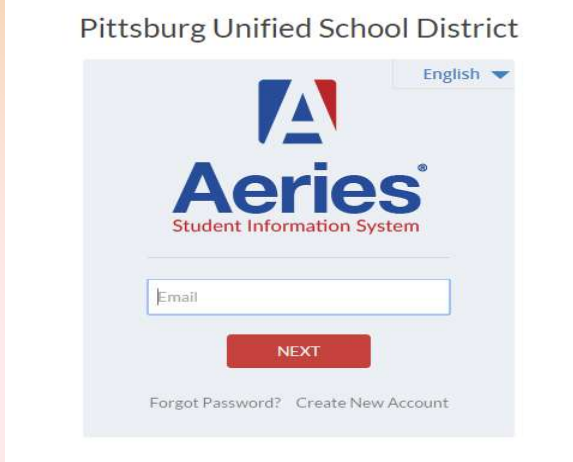 Pittsburg Unified School District
English
Aeries®
Student Information System
Email
NEXT
Forgot Password? Create New Account